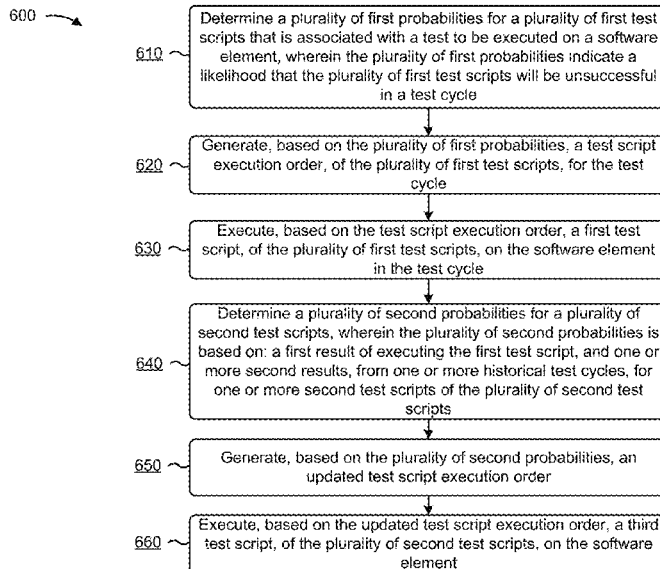 600
610
Determine a plurality of first probabilities for a plurality of first test
scripts that is associated with a test to be executed on a software
element, wherein the plurality of first probabilities indicate a
likelihood that the plurality of first test scripts will be unsuccessful
in a test cycle
620
Generate, based on the plurality of first probabilities, a test script
execution order, of the plurality of first test scripts, for the test
cycle
630
Execute, based on the test script execution order, a first test
script, of the plurality of first test scripts, on the software element
in the test cycle
640
Determine a plurality of second probabilities for a plurality of
second test scripts, wherein the plurality of second probabilities is
based on: a first result of executing the first test script, and one
or more second results, from one or more historical test cycles, for
one or more second test scripts of the plurality of second test
scripts
650
Generate, based on the plurality of second probabilities, an
updated test script execution order
660
Execute, based on the updated test script execution order, a third
test script, of the plurality of second test scripts, on the software
element